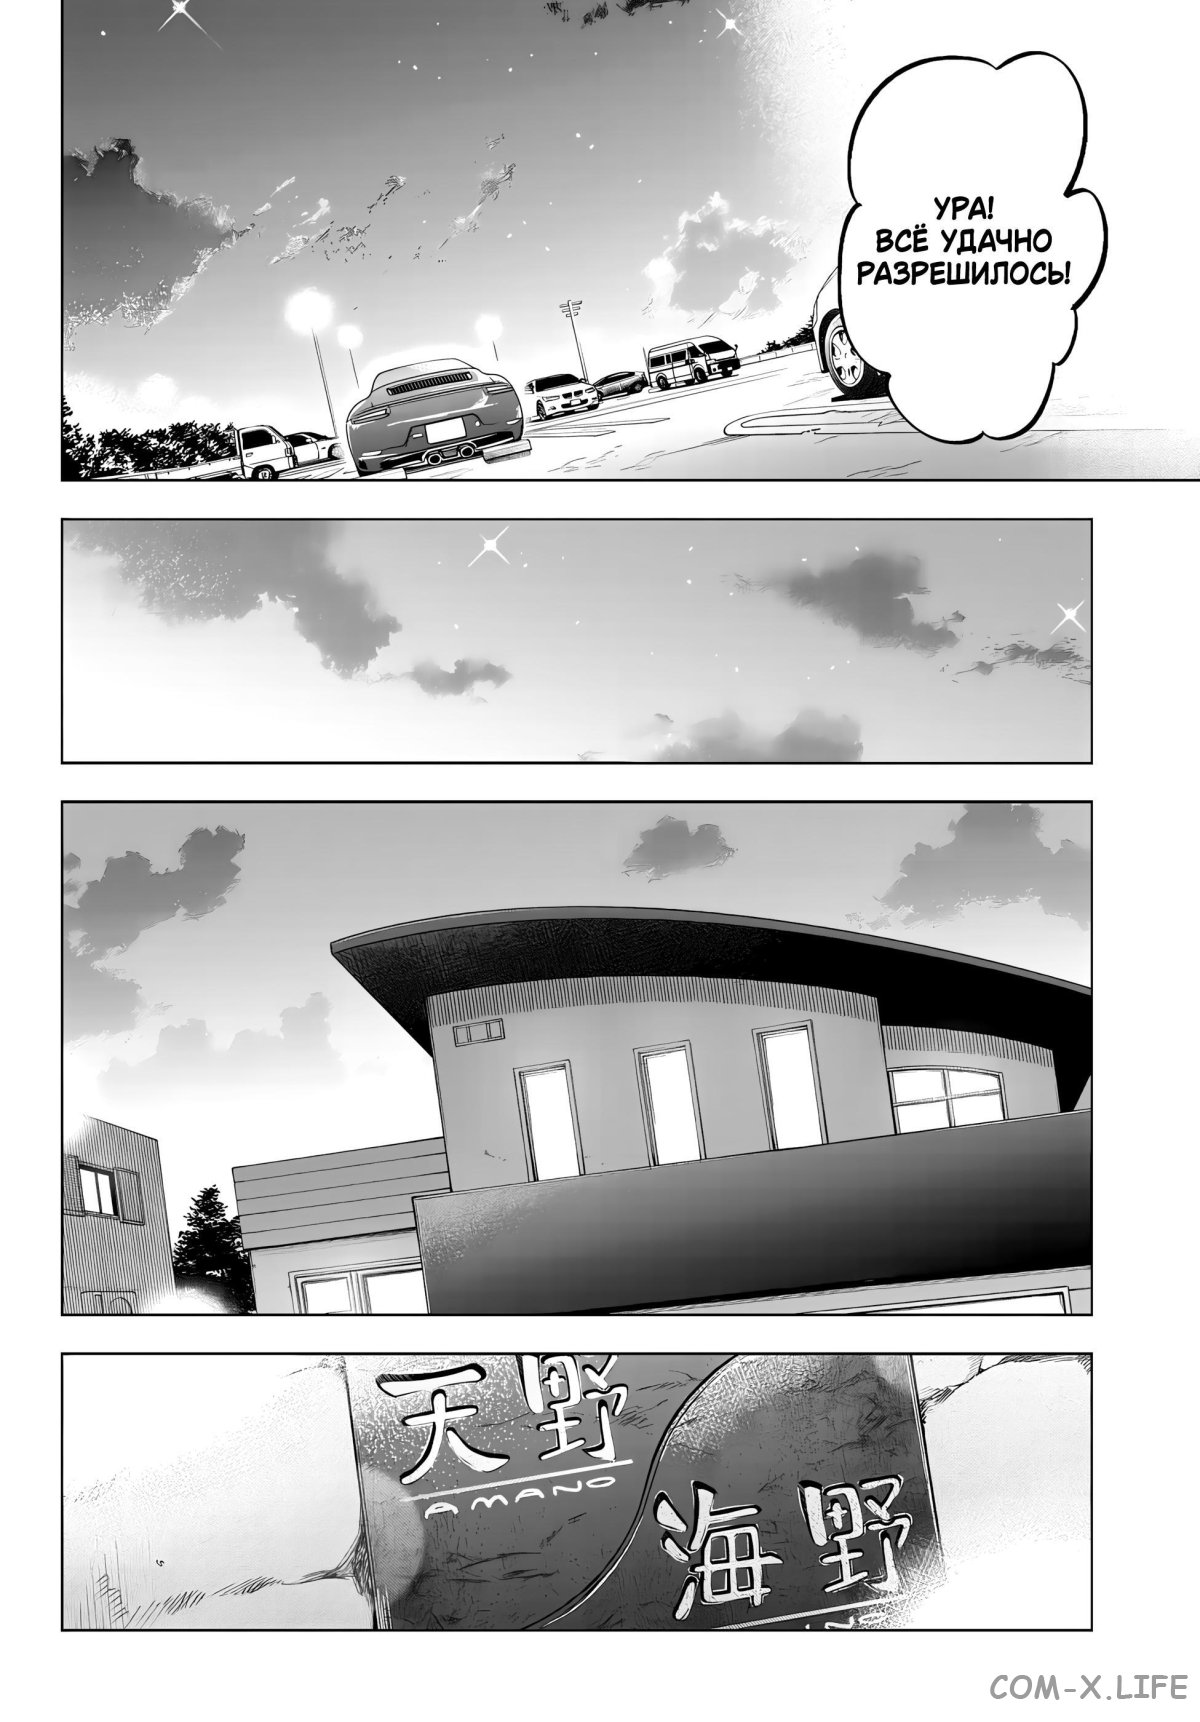 УРА!
ВСЁ УДАЧНО
РАЗРЕШИЛОСЬ!
天野
AMANO
海野
COM-X.LIFE